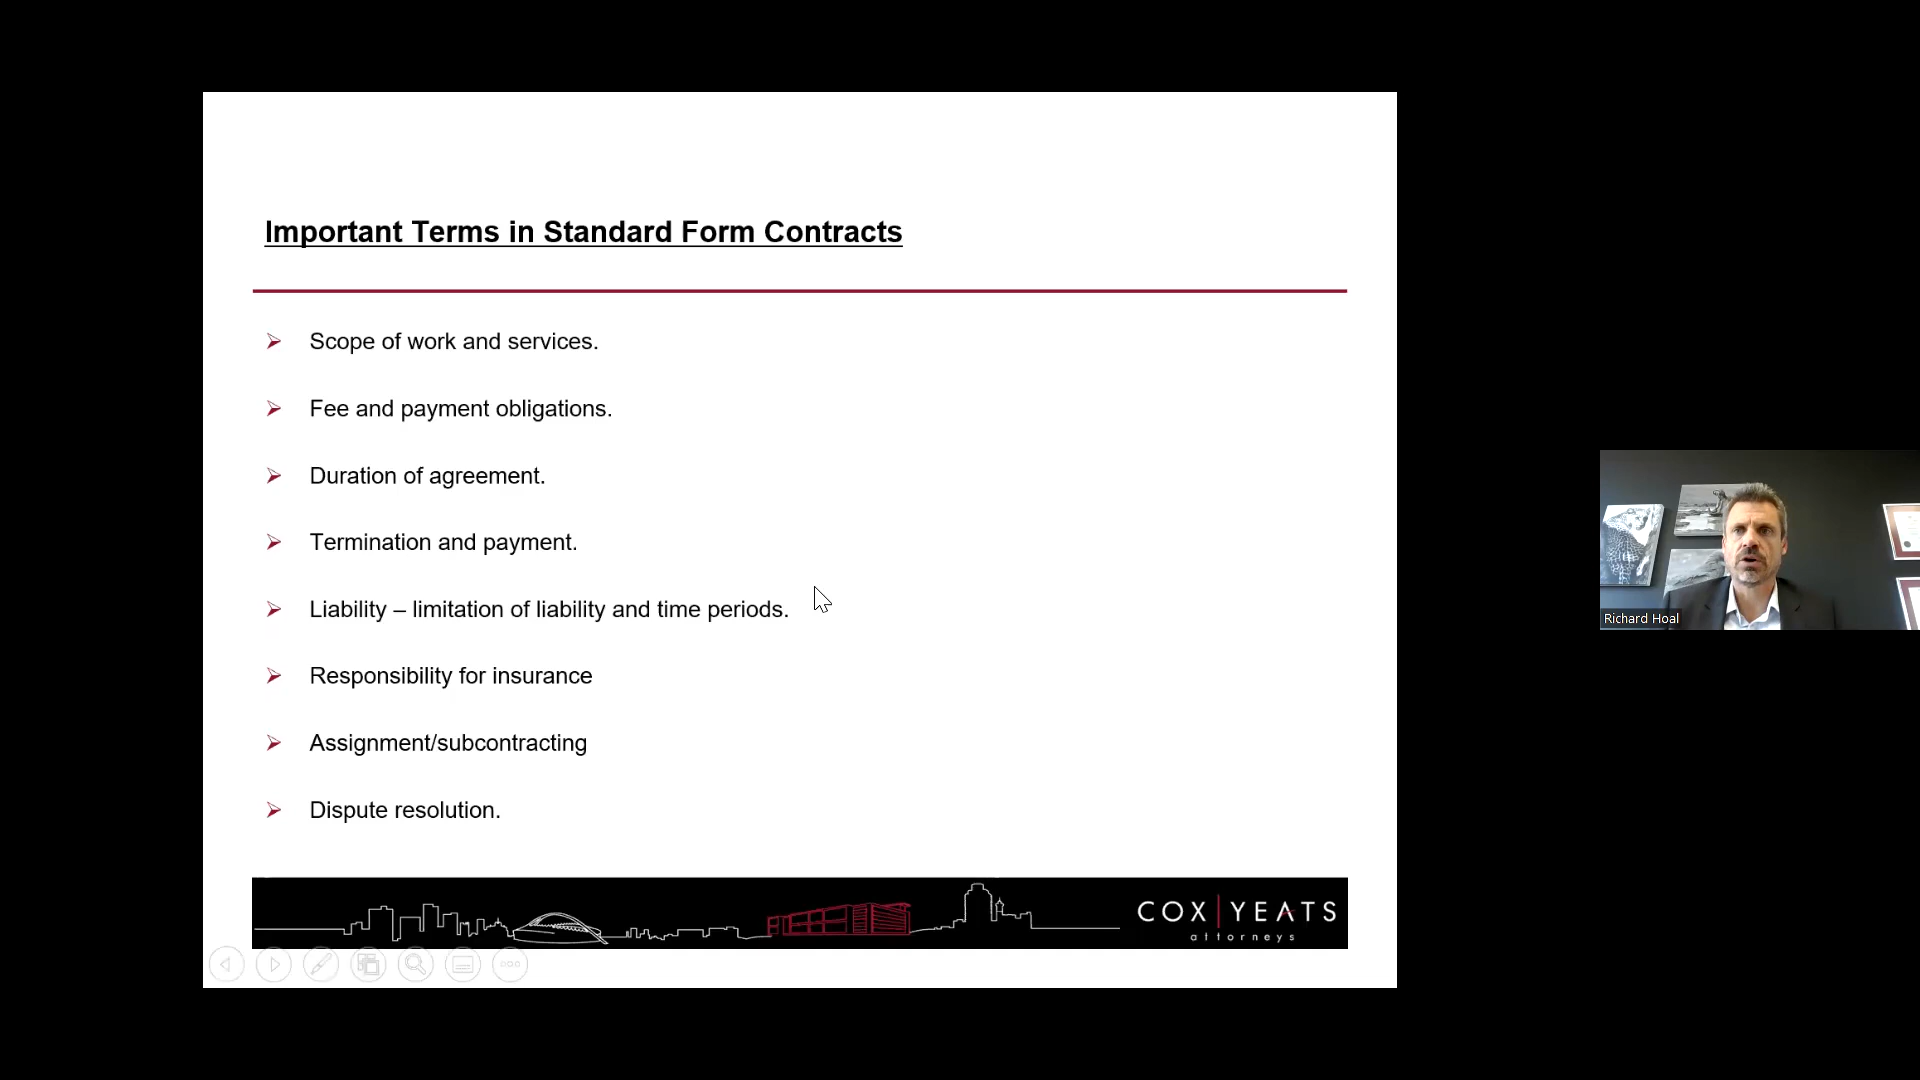 Important Terms in Standard Form Contracts
Scope of work and services.
Fee and payment obligations.
Duration of agreement.
Termination and payment.
Liability – limitation of liability and time periods.
Responsibility for insurance
Assignment/subcontracting
Dispute resolution.
COX YEATS
attorneys
Richard Hoal